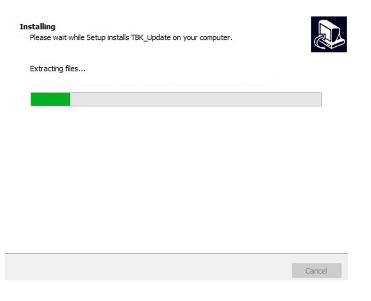 Installing
Please wait while Setup installs TBK_Update on your computer.
Extracting files...
Cancel